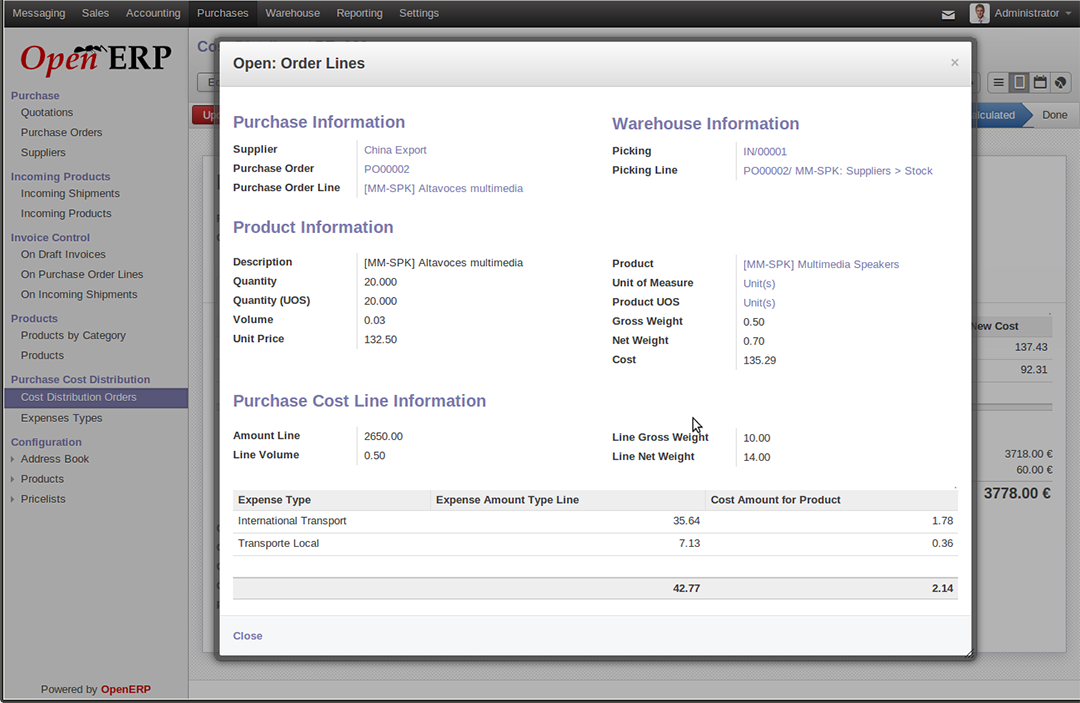 Messaging Sales Accounting Purchases Warehouse Reporting Settings Administrator
OpenERP
Purchase
Quotations
Purchase Orders
Suppliers
Incoming Products
Incoming Shipments
Incoming Products
Invoice Control
On Draft Invoices
On Purchase Order Lines
On Incoming Shipments
Products
Products by Category
Products
Purchase Cost Distribution
Cost Distribution Orders
Expenses Types
Configuration
Address Book
Products
Pricelists
Powered by OpenERP
Open: Order Lines ×
Purchase Information
Supplier China Export
Purchase Order PO00002
Purchase Order Line [MM-SPK] Altavoces multimedia
Warehouse Information
Picking IN/00001
Picking Line PO00002/ MM-SPK: Suppliers > Stock
Product Information
Description [MM-SPK] Altavoces multimedia
Quantity 20.000
Quantity (UOS) 20.000
Volume 0.03
Unit Price 132.50
Product [MM-SPK] Multimedia Speakers
Unit of Measure Unit(s)
Product UOS Unit(s)
Gross Weight 0.50
Net Weight 0.70
Cost 135.29
Purchase Cost Line Information
Amount Line 2650.00
Line Volume 0.50
Line Gross Weight 10.00
Line Net Weight 14.00
Expense Type Expense Amount Type Line Cost Amount for Product
International Transport 35.64 1.78
Transporte Local 7.13 0.36
42.77 2.14
Close
Done
New Cost
137.43
92.31
3718.00 €
60.00 €
3778.00 €